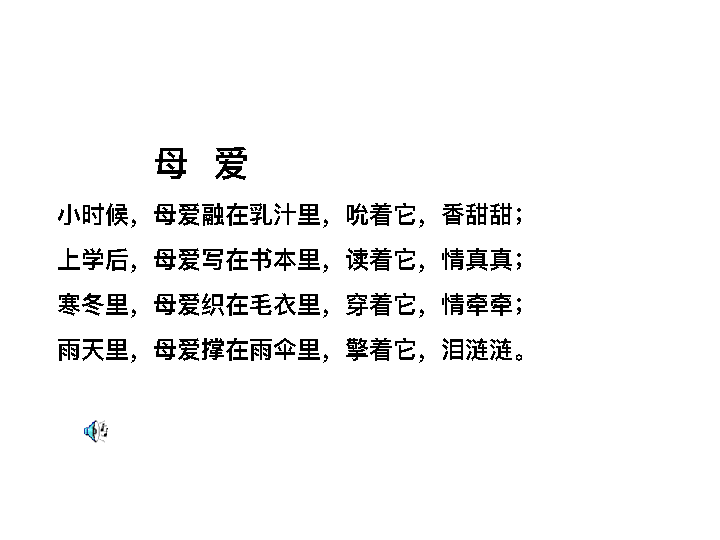 母 爱
小时候，母爱融在乳汁里，吮着它，香甜甜；
上学后，母爱写在书本里，读着它，情真真；
寒冬里，母爱织在毛衣里，穿着它，情牵牵；
雨天里，母爱撑在雨伞里，擎着它，泪涟涟。